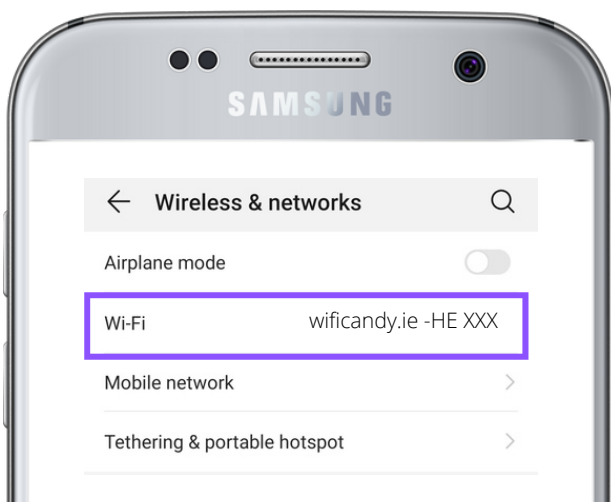 SAMSUNG
Wireless & networks
Airplane mode
Wi-Fi wificandy.ie -HE XXX
Mobile network
Tethering & portable hotspot